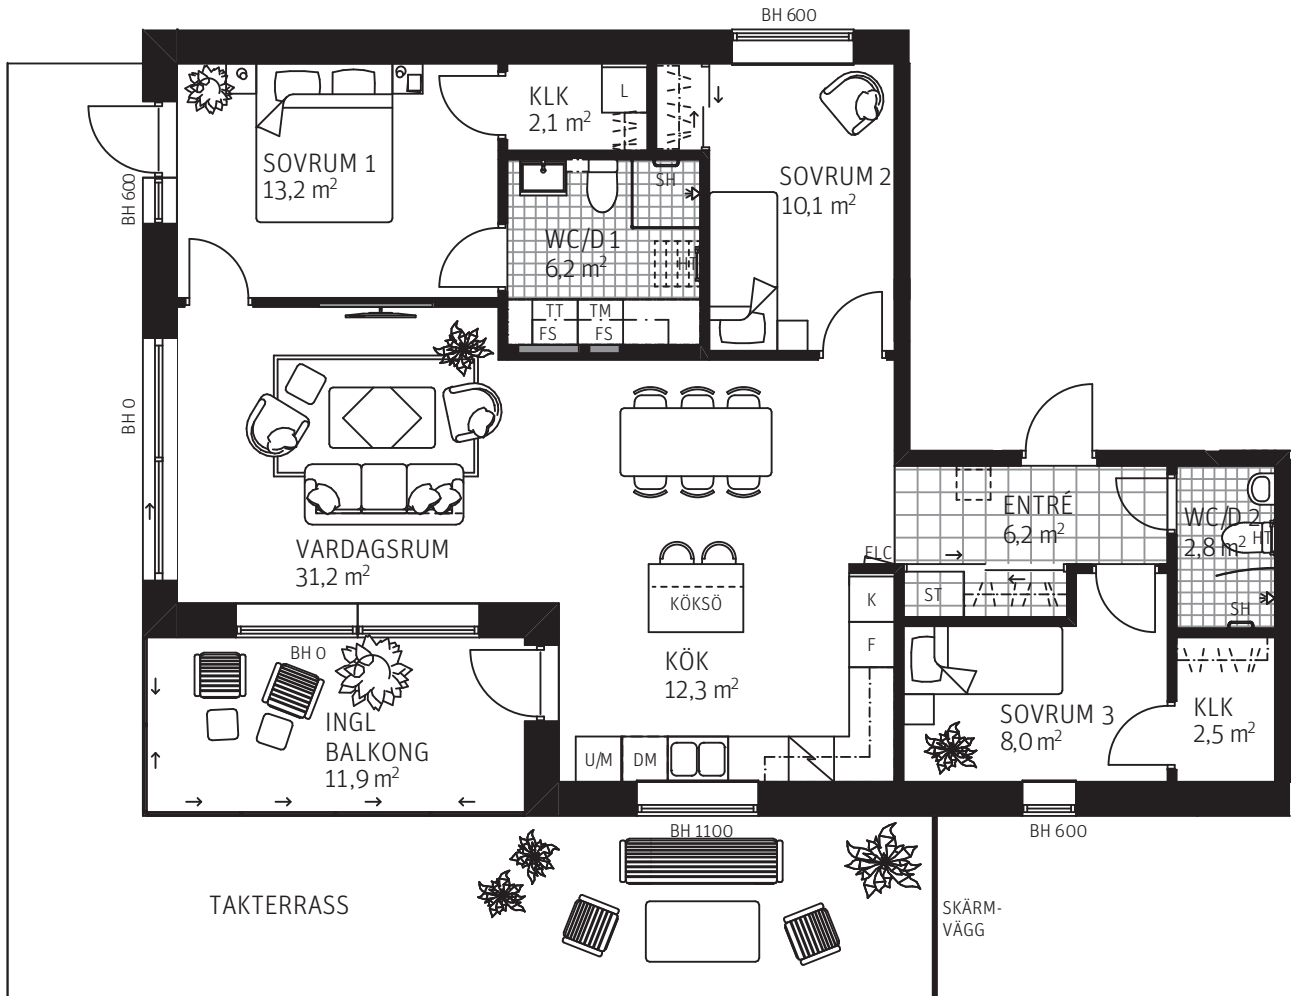 BH 600
KLK
2,1 m²
L
SOVRUM 1
13,2 m²
SH
SOVRUM 2
10,1 m²
BH 600
WC/D 1
6,2 m²
HT
TT
TM
FS
FS
BH 0
ENTRÉ
6,2 m²
WC/D 2
2,8 m²
HT
VARDAGSRUM
31,2 m²
ELC
KÖKSÖ
K
ST
SH
F
BH 0
KÖK
12,3 m²
INGL
BALKONG
11,9 m²
SOVRUM 3
8,0 m²
KLK
2,5 m²
U/M
DM
BH 1100
BH 600
TAKTERRASS
SKÄRM-
VÄGG